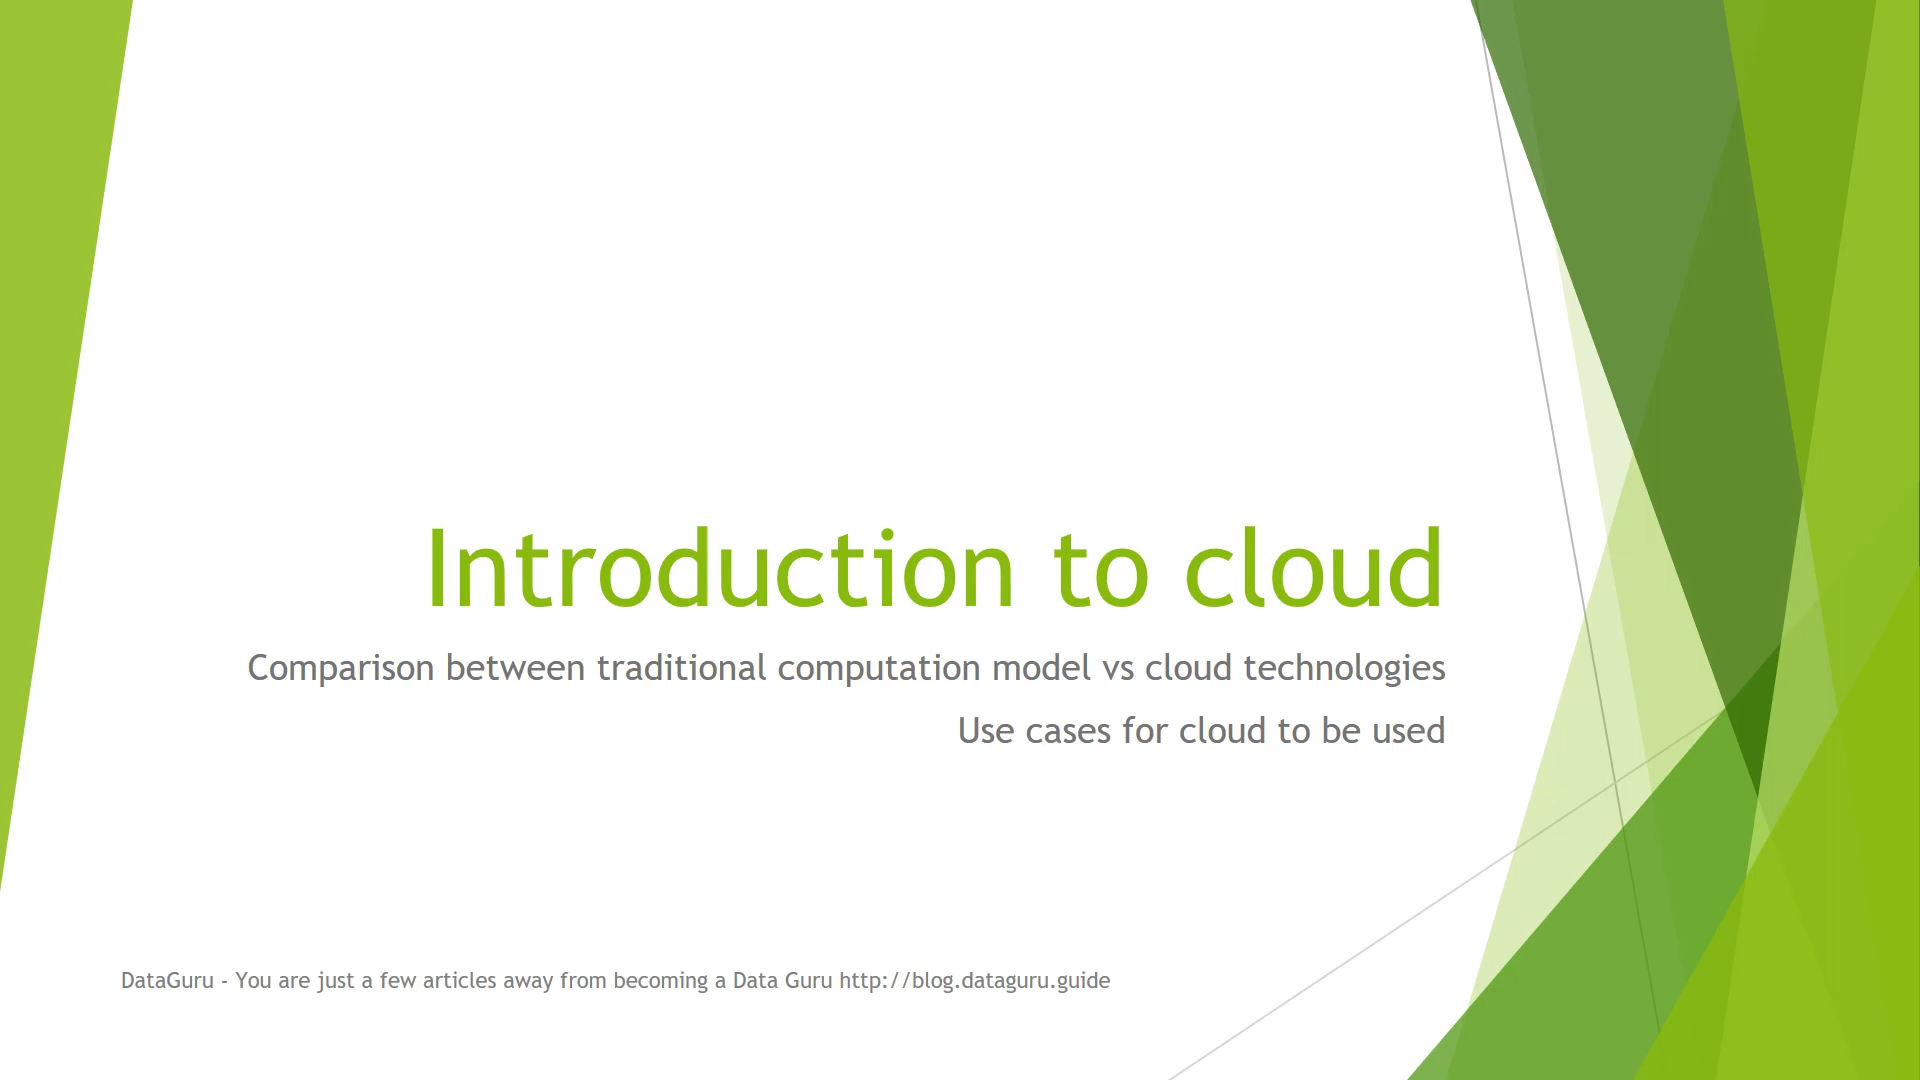 Introduction to cloud
Comparison between traditional computation model vs cloud technologies
Use cases for cloud to be used
DataGuru - You are just a few articles away from becoming a Data Guru http://blog.dataguru.guide